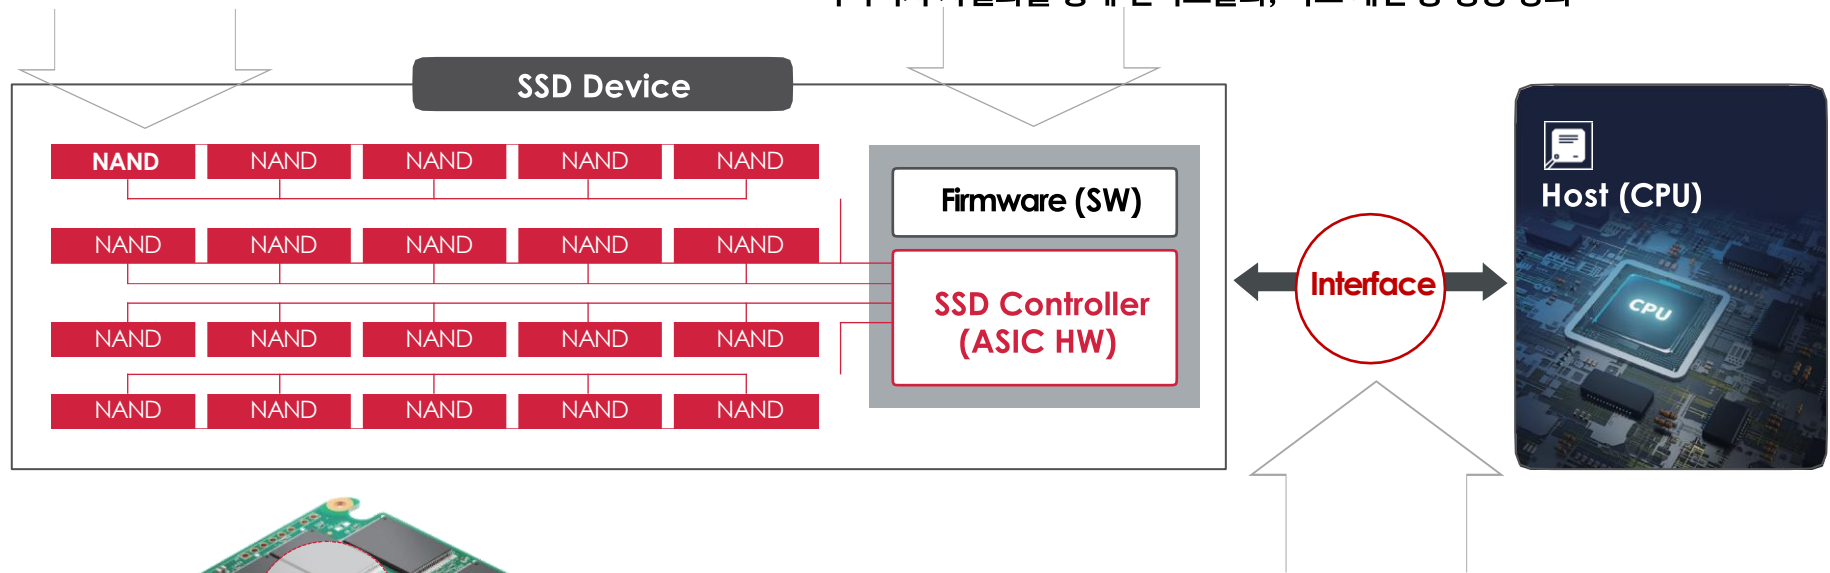 SSD Device
NAND NAND NAND NAND NAND
NAND NAND NAND NAND NAND
NAND NAND NAND NAND NAND
NAND NAND NAND NAND NAND
Firmware (SW)
SSD Controller
(ASIC HW)
Interface
Host (CPU)
CPU